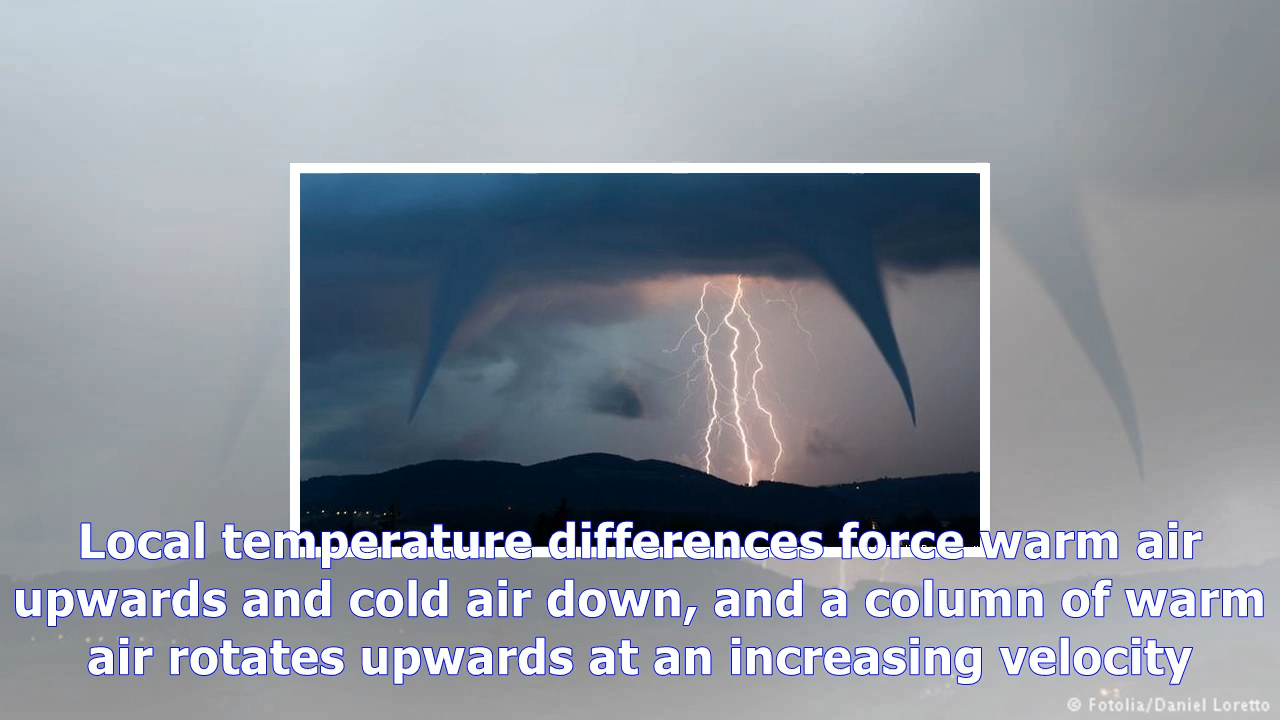 Local temperature differences force warm air
upwards and cold air down, and a column of warm
air rotates upwards at an increasing velocity
© Fotolia/Daniel Loretto